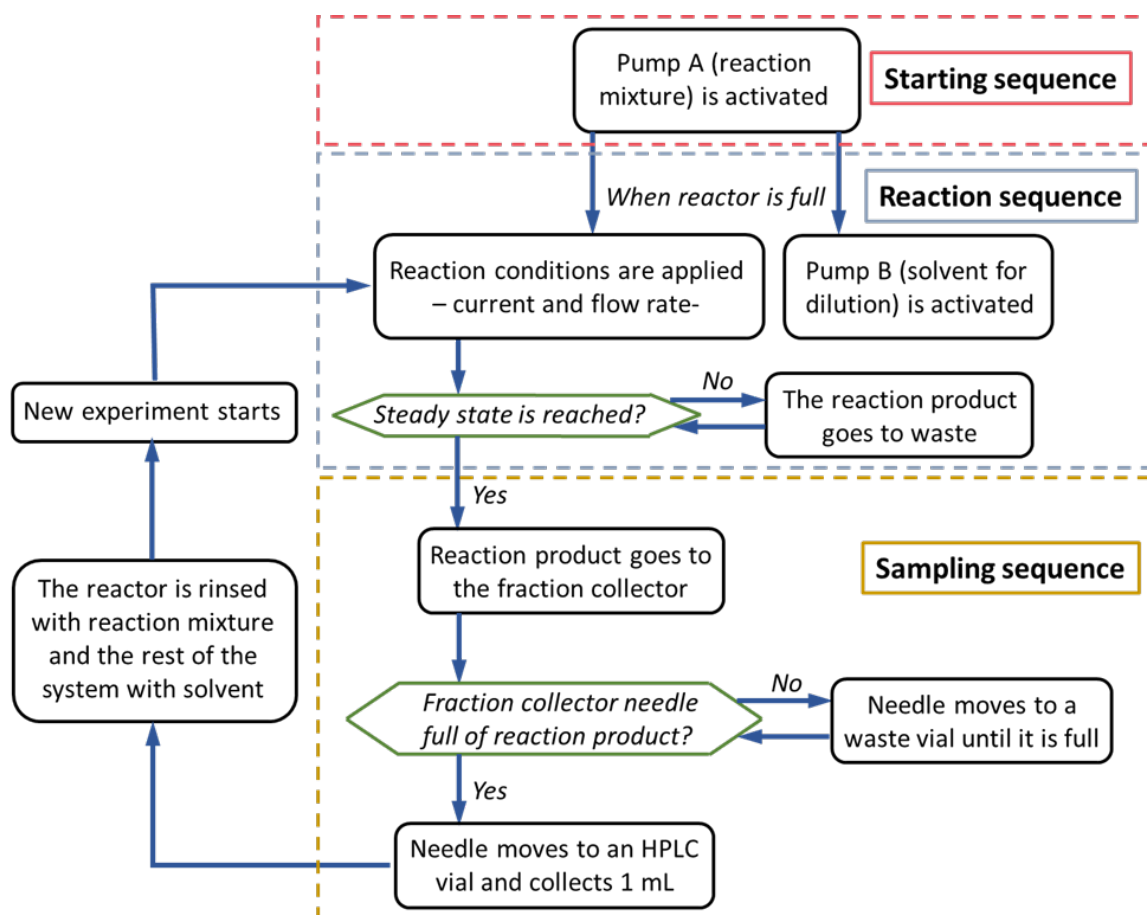 Pump A (reaction
mixture) is activated
Starting sequence
When reactor is full
Reaction sequence
Reaction conditions are applied
– current and flow rate-
Pump B (solvent for
dilution) is activated
New experiment starts
Steady state is reached?
No
The reaction product
goes to waste
Yes
Reaction product goes to
the fraction collector
Sampling sequence
The reactor is rinsed
with reaction mixture
and the rest of the
system with solvent
Fraction collector needle
full of reaction product?
No
Needle moves to a
waste vial until it is full
Yes
Needle moves to an HPLC
vial and collects 1 mL